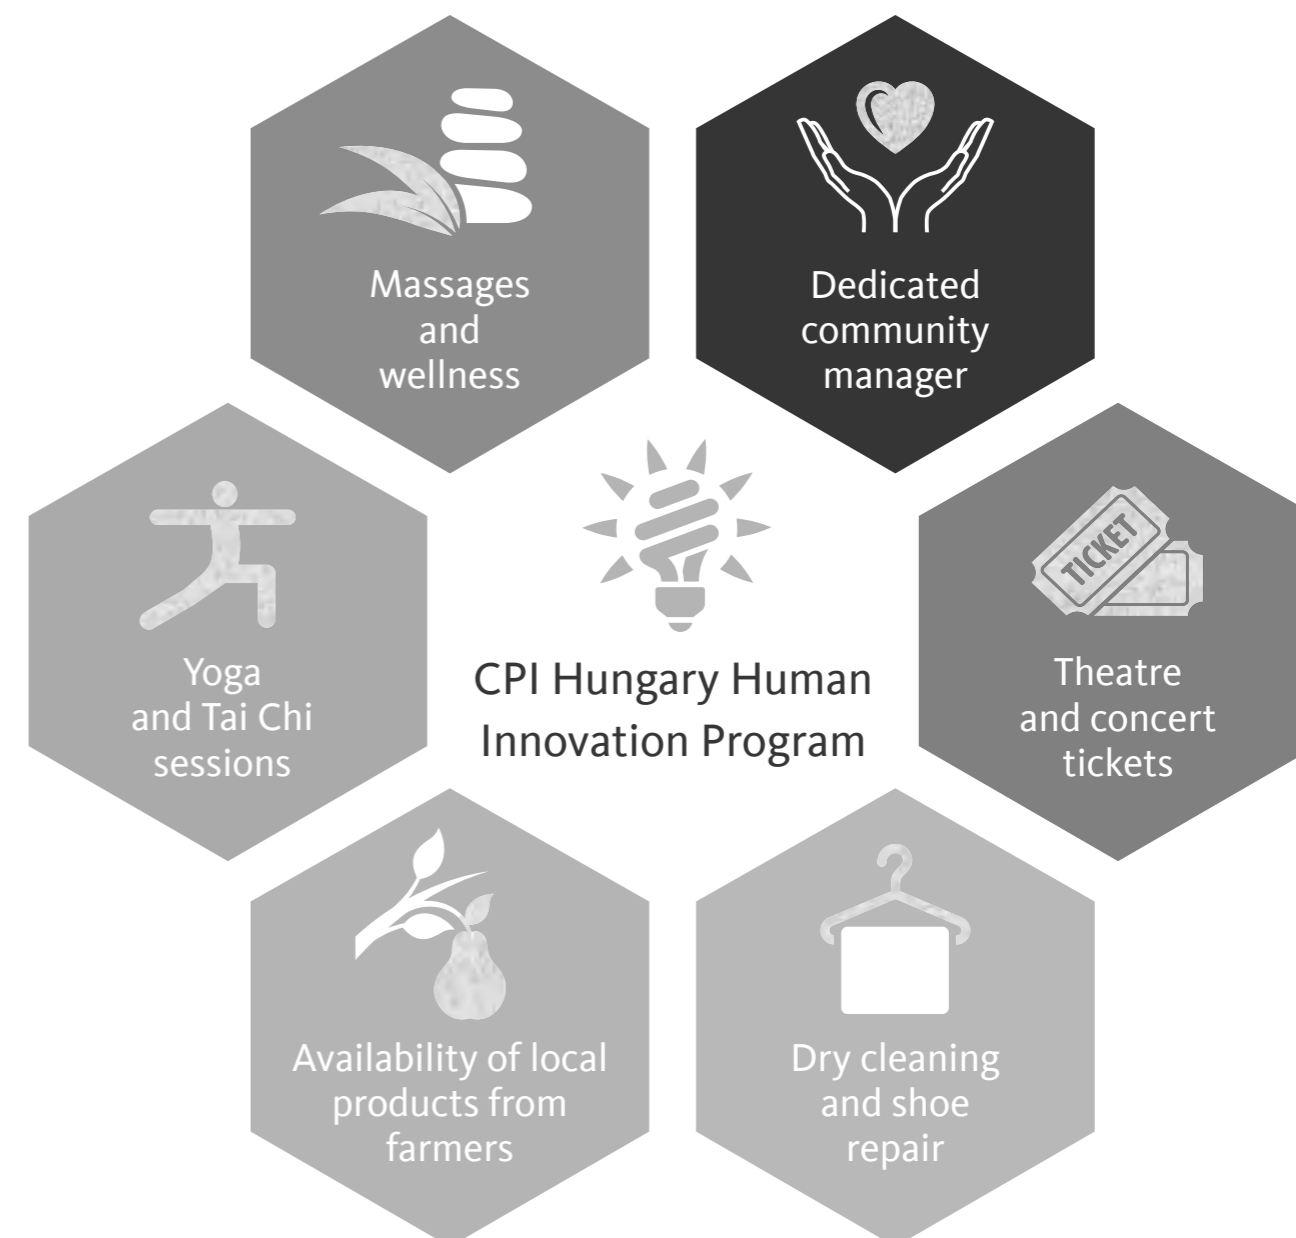 Massages
and
wellness
Dedicated
community
manager
Yoga
and Tai Chi
sessions
CPI Hungary Human
Innovation Program
TICKET
Theatre
and concert
tickets
Availability of local
products from
farmers
Dry cleaning
and shoe
repair